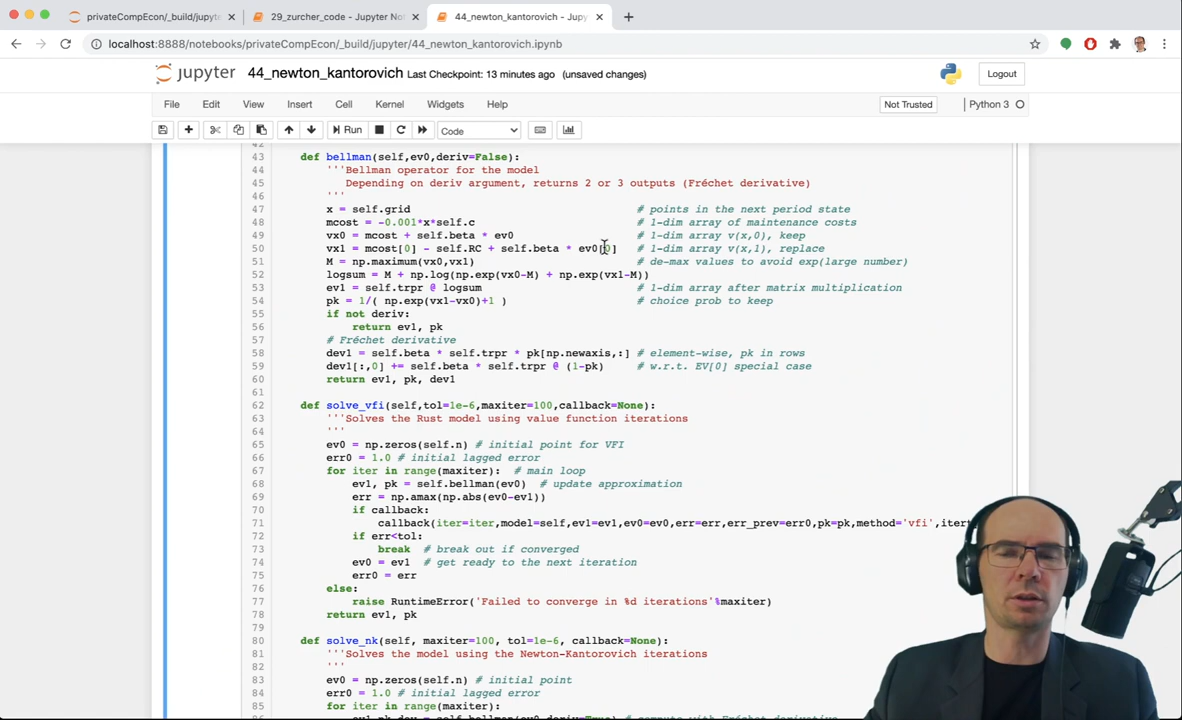 privateCompEcon/_build/jupyte
29_zurcher_code - Jupyter Not
44_newton_kantorovich - Jupy
localhost:8888/notebooks/privateCompEcon/_build/jupyter/44_newton_kantorovich.ipynb
jupyter 44_newton_kantorovich Last Checkpoint: 13 minutes ago (unsaved changes)
Logout
File Edit View Insert Cell Kernel Widgets Help
Not Trusted Python 3
Run Code
42
43 def bellman(self,ev0,deriv=False):
44 '''Bellman operator for the model
45 Depending on deriv argument, returns 2 or 3 outputs (Fréchet derivative)
46 '''
47 x = self.grid # points in the next period state
48 mcost = -0.001*x*self.c # 1-dim array of maintenance costs
49 vx0 = mcost + self.beta * ev0 # 1-dim array v(x,0), keep
50 vx1 = mcost[0] - self.RC + self.beta * ev0[0] # 1-dim array v(x,1), replace
51 M = np.maximum(vx0,vx1) # de-max values to avoid exp(large number)
52 logsum = M + np.log(np.exp(vx0-M) + np.exp(vx1-M))
53 ev1 = self.trpr @ logsum # 1-dim array after matrix multiplication
54 pk = 1/( np.exp(vx1-vx0)+1 ) # choice prob to keep
55 if not deriv:
56 return ev1, pk
57 # Fréchet derivative
58 dev1 = self.beta * self.trpr * pk[np.newaxis,:] # element-wise, pk in rows
59 dev1[:,0] += self.beta * self.trpr @ (1-pk) # w.r.t. EV[0] special case
60 return ev1, pk, dev1
61
62 def solve_vfi(self,tol=1e-6,maxiter=100,callback=None):
63 '''Solves the Rust model using value function iterations
64 '''
65 ev0 = np.zeros(self.n) # initial point for VFI
66 err0 = 1.0 # initial lagged error
67 for iter in range(maxiter): # main loop
68 ev1, pk = self.bellman(ev0) # update approximation
69 err = np.amax(np.abs(ev0-ev1))
70 if callback:
71 callback(iter=iter,model=self,ev1=ev1,ev0=ev0,err=err,err_prev=err0,pk=pk,method='vfi',iter
72 if err<tol:
73 break # break out if converged
74 ev0 = ev1 # get ready to the next iteration
75 err0 = err
76 else:
77 raise RuntimeError('Failed to converge in %d iterations'%maxiter)
78 return ev1, pk
79
80 def solve_nk(self, maxiter=100, tol=1e-6, callback=None):
81 '''Solves the model using the Newton-Kantorovich iterations
82 '''
83 ev0 = np.zeros(self.n) # initial point
84 err0 = 1.0 # initial lagged error
85 for iter in range(maxiter):